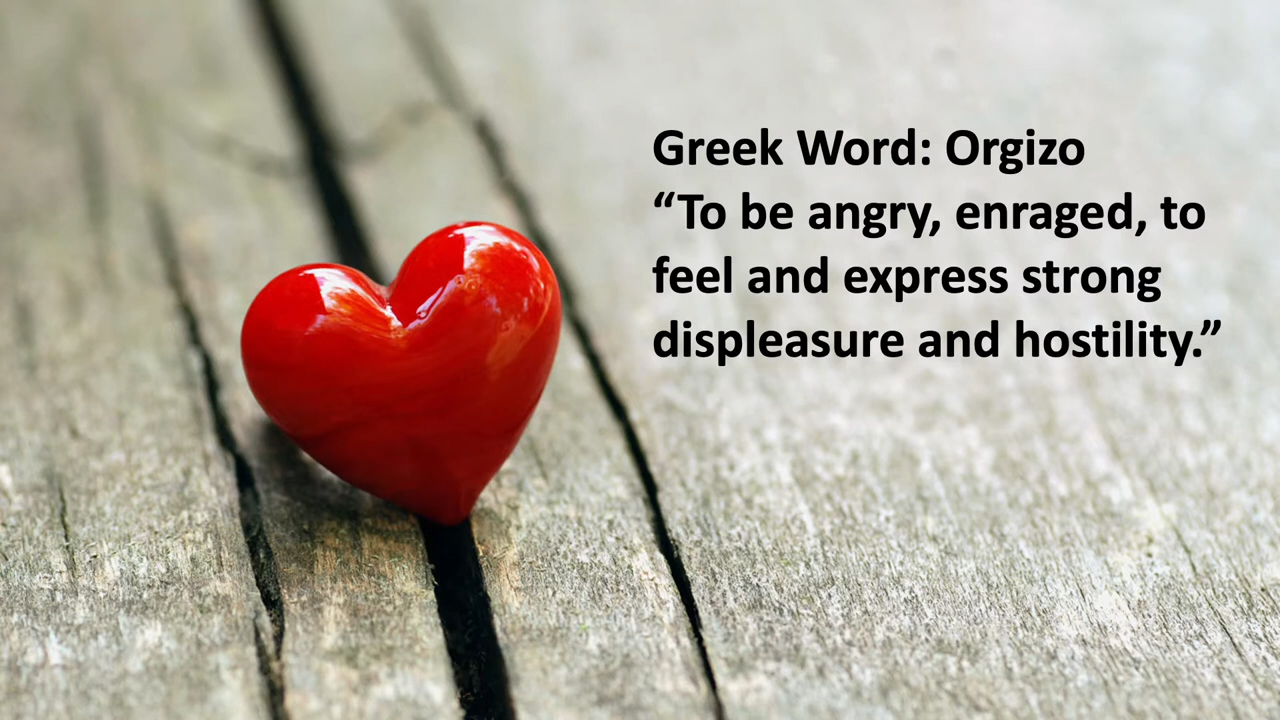 Greek Word: Orgizo
“To be angry, enraged, to
feel and express strong
displeasure and hostility.”